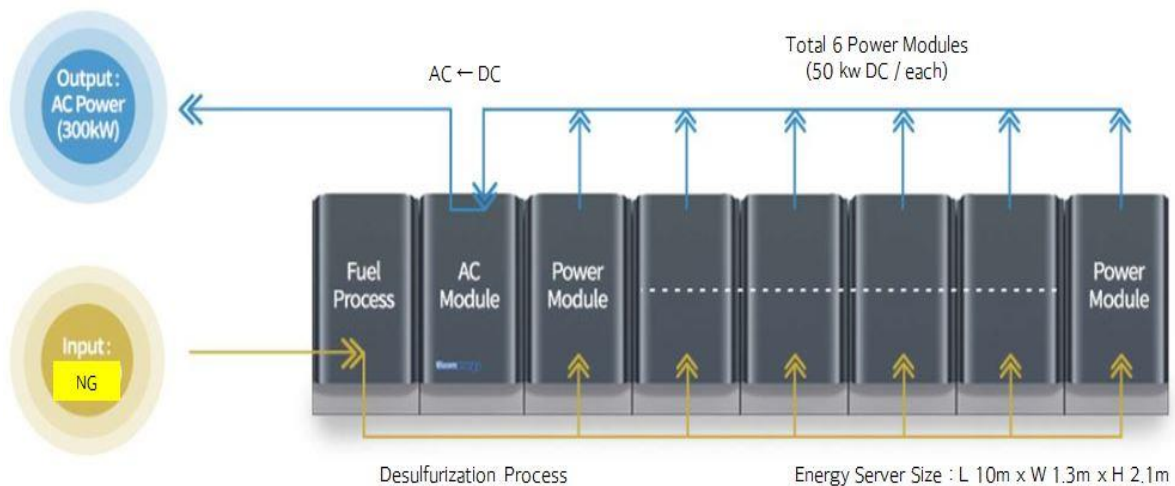 Total 6 Power Modules
(50 kw DC / each)
AC ← DC
Output :
AC Power
(300kW)
Fuel
Process
AC
Module
Power
Module
Power
Module
Input :
NG
Desulfurization Process
Energy Server Size : L 10m x W 1.3m x H 2.1m